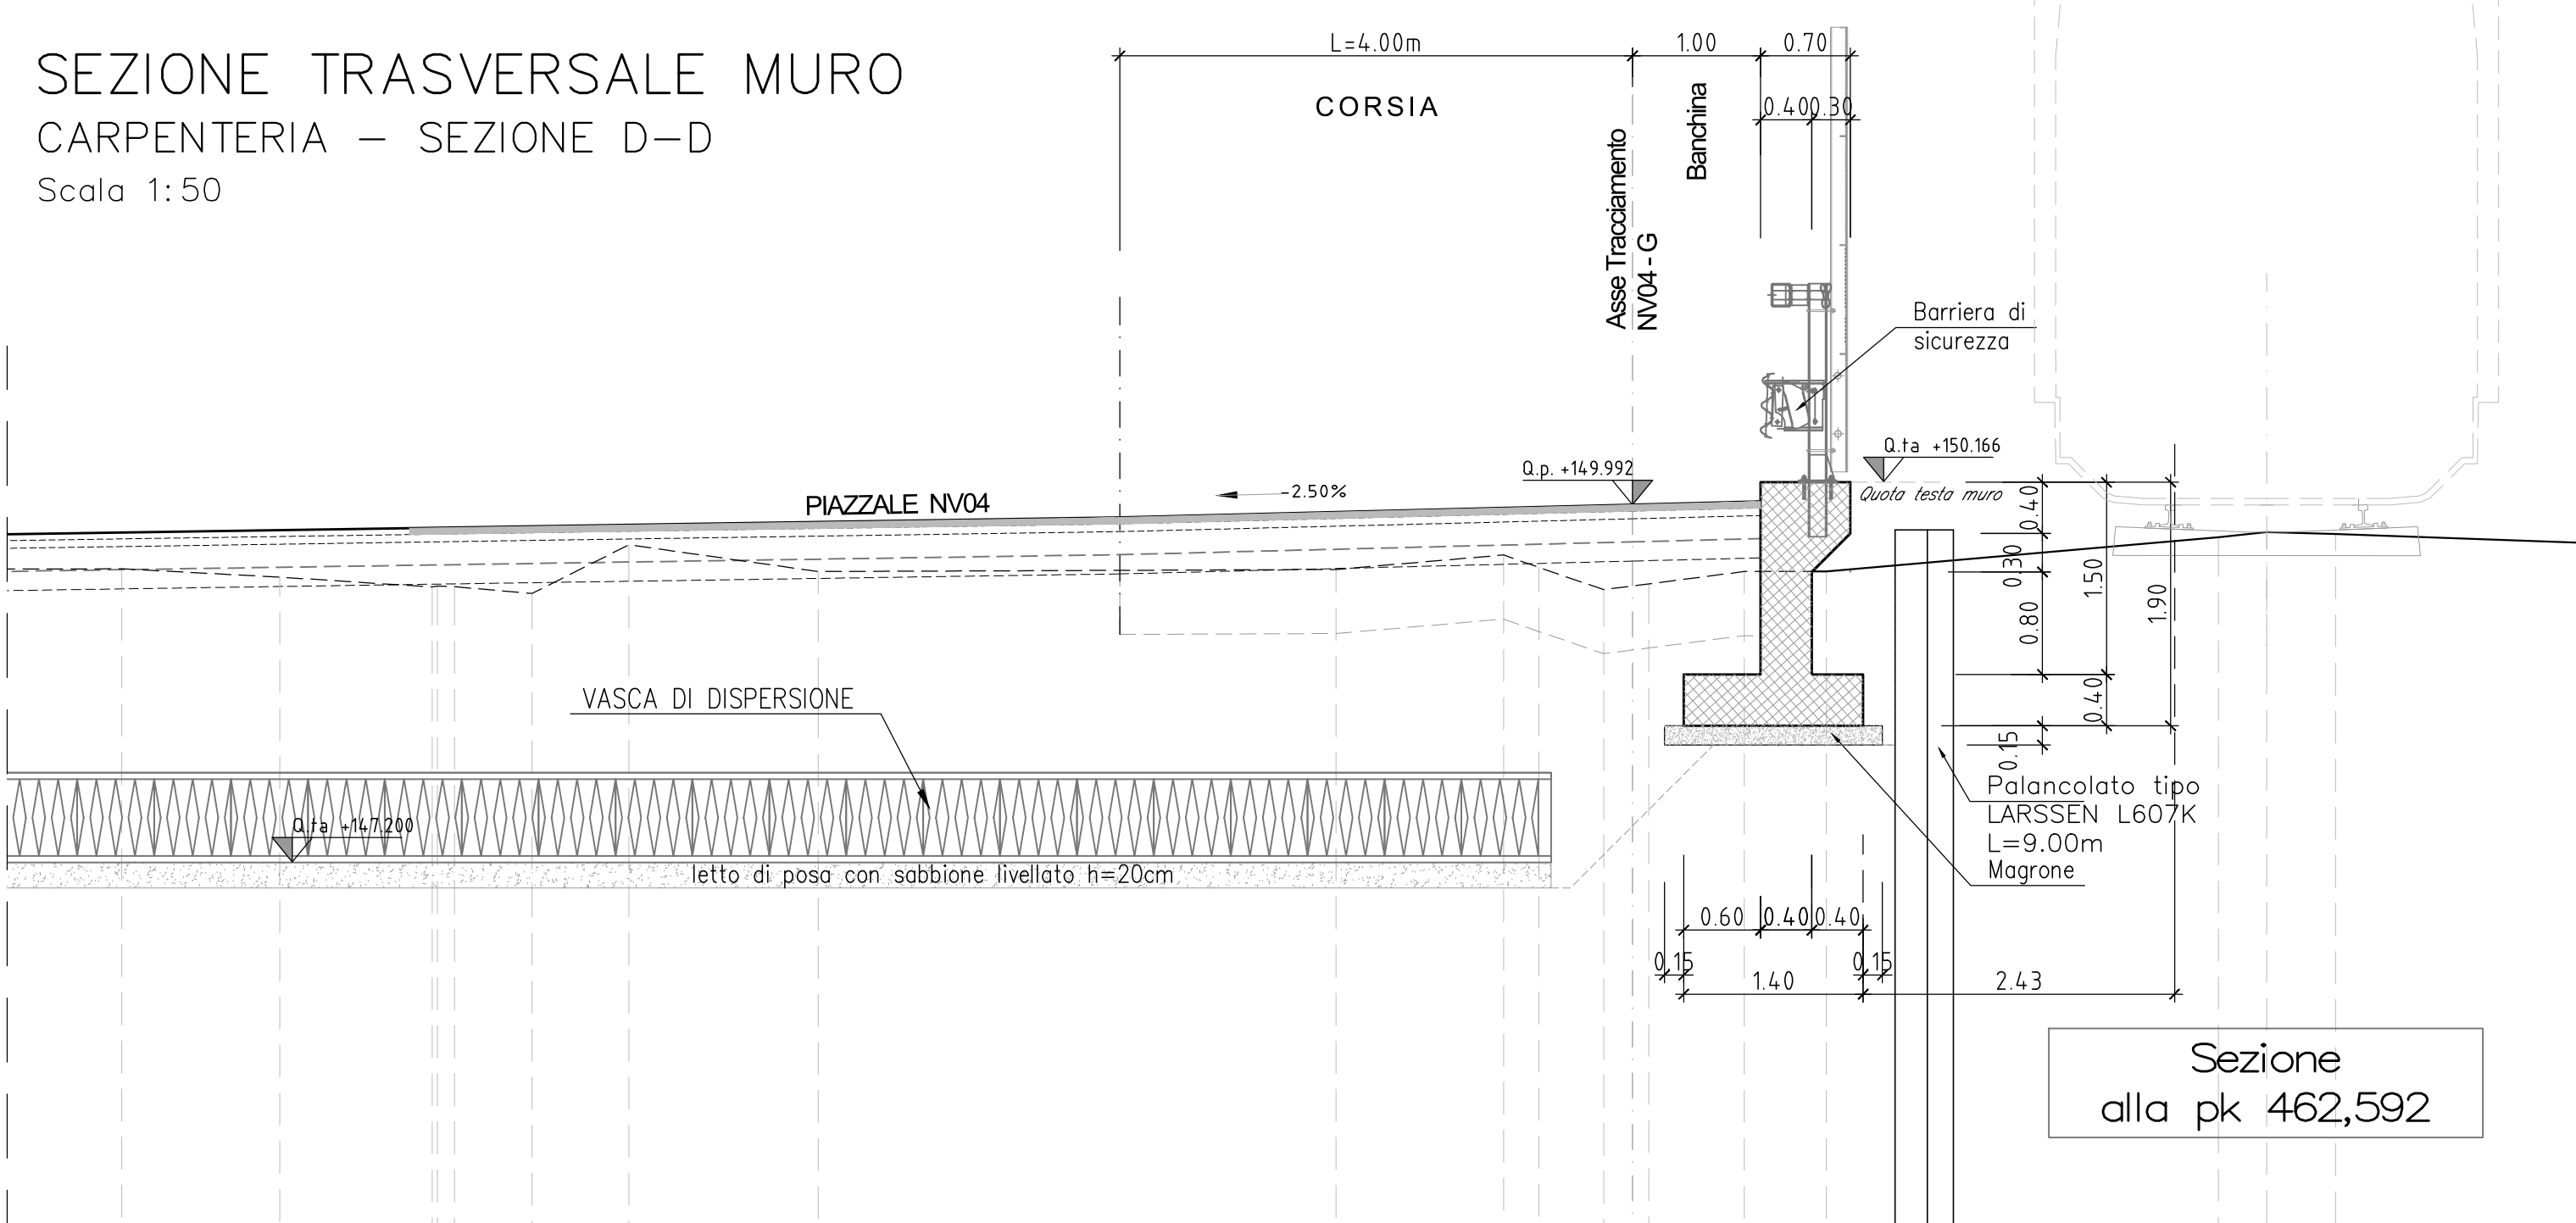 SEZIONE TRASVERSALE MURO
CARPENTERIA – SEZIONE D–D
Scala 1:50
L=4.00m
1.00
0.70
CORSIA
0.40
0.30
Asse Tracciamento
NV04-G
Banchina
Barriera di
sicurezza
Q.ta +150.166
Quota testa muro
Q.p. +149.992
-2.50%
PIAZZALE NV04
0.40
0.30
0.80
1.50
1.90
0.40
0.15
VASCA DI DISPERSIONE
Q.ta +147.200
letto di posa con sabbione livellato h=20cm
Palancolato tipo
LARSSEN L607K
L=9.00m
Magrone
0.60
0.40
0.40
0.15
0.15
1.40
2.43
Sezione
alla pk 462,592